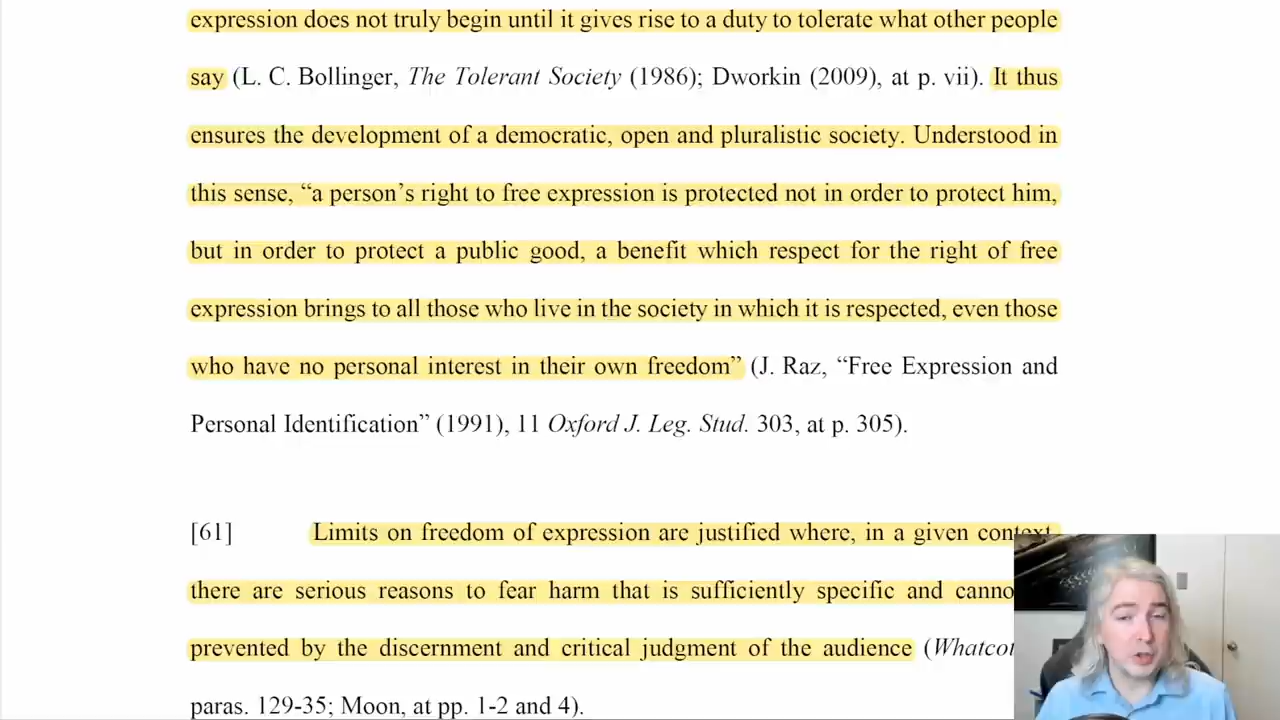 expression does not truly begin until it gives rise to a duty to tolerate what other people
say (L. C. Bollinger, The Tolerant Society (1986); Dworkin (2009), at p. vii). It thus
ensures the development of a democratic, open and pluralistic society. Understood in
this sense, “a person’s right to free expression is protected not in order to protect him,
but in order to protect a public good, a benefit which respect for the right of free
expression brings to all those who live in the society in which it is respected, even those
who have no personal interest in their own freedom” (J. Raz, “Free Expression and
Personal Identification” (1991), 11 Oxford J. Leg. Stud. 303, at p. 305).
[61] Limits on freedom of expression are justified where, in a given context,
there are serious reasons to fear harm that is sufficiently specific and
prevented by the discernment and critical judgment of the audience (
paras. 129-35; Moon, at pp. 1-2 and 4).